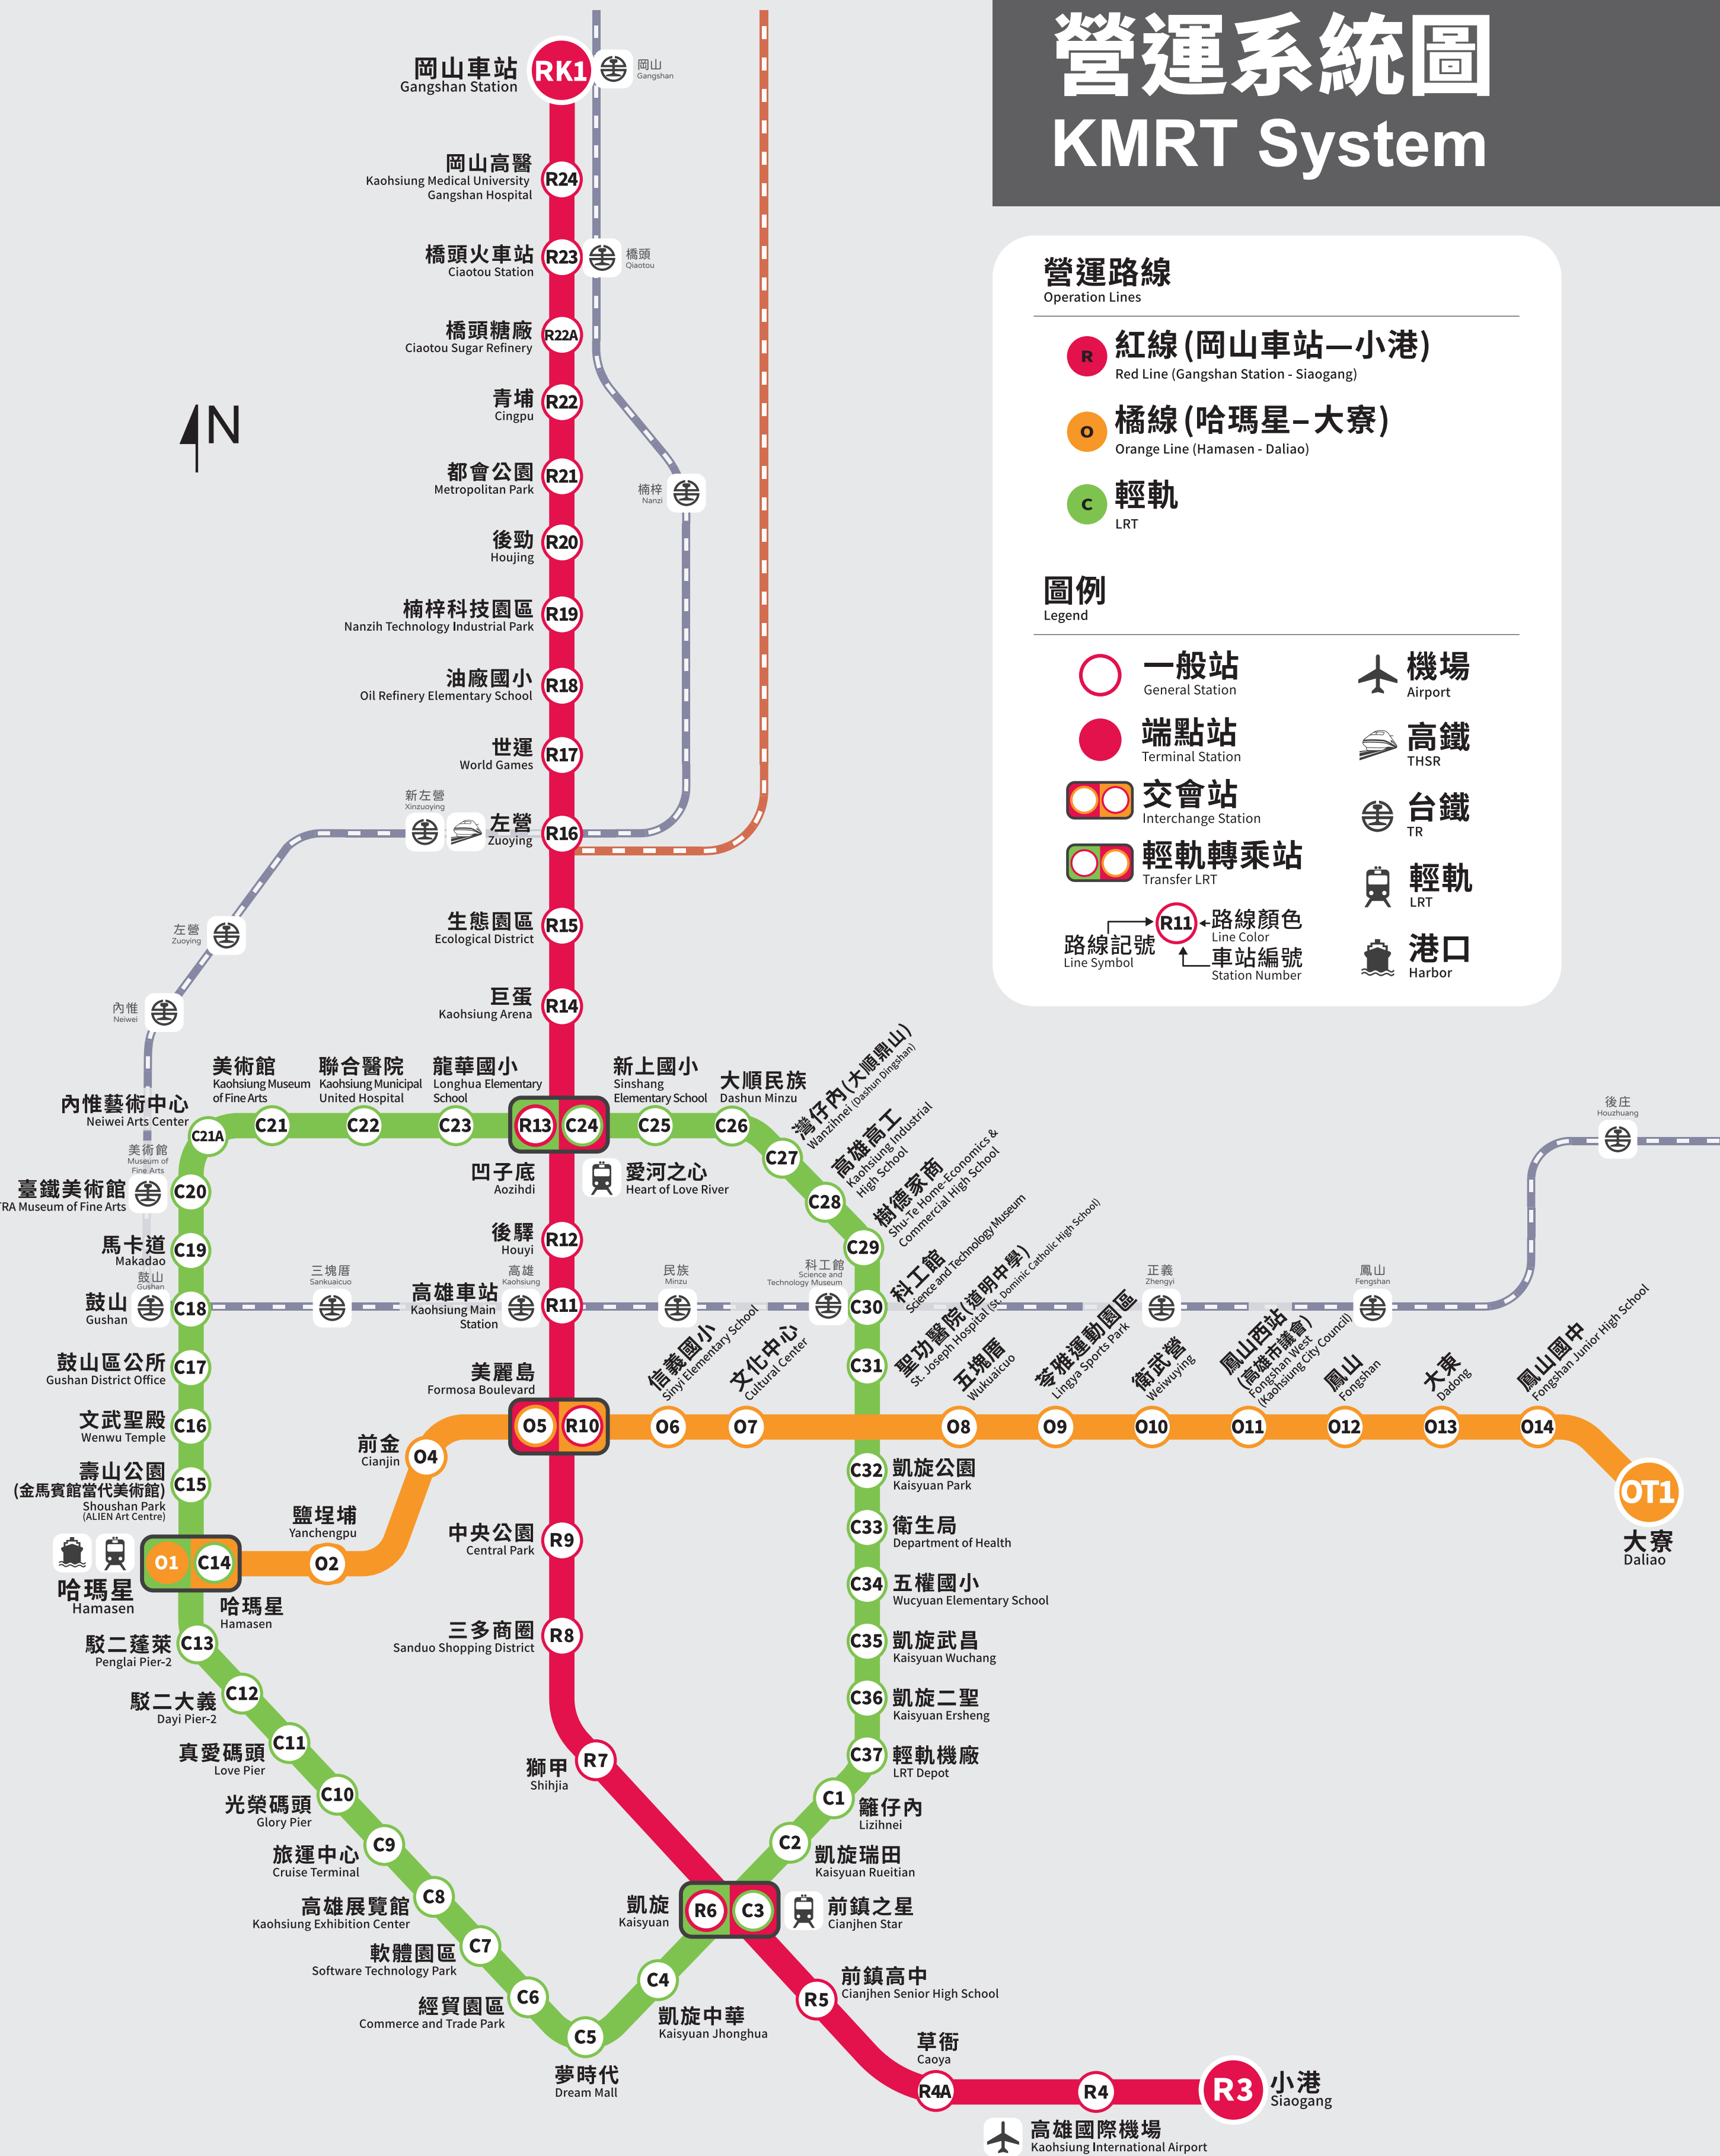 營運系統圖
KMRT System
營運路線
Operation Lines
R
紅線(岡山車站—小港)
Red Line (Gangshan Station - Siaogang)
O
橘線(哈瑪星–大寮)
Orange Line (Hamasen - Daliao)
C
輕軌
LRT
圖例
Legend
一般站
General Station
端點站
Terminal Station
交會站
Interchange Station
輕軌轉乘站
Transfer LRT
R11
路線記號
Line Symbol
路線顏色
Line Color
車站編號
Station Number
機場
Airport
高鐵
THSR
台鐵
TR
輕軌
LRT
港口
Harbor
N
岡山車站
Gangshan Station
RK1
岡山
Gangshan
岡山高醫
Kaohsiung Medical University
Gangshan Hospital
R24
橋頭火車站
Ciaotou Station
R23
橋頭
Qiaotou
橋頭糖廠
Ciaotou Sugar Refinery
R22A
青埔
Cingpu
R22
都會公園
Metropolitan Park
R21
楠梓
Nanzi
後勁
Houjing
R20
楠梓科技園區
Nanzih Technology Industrial Park
R19
油廠國小
Oil Refinery Elementary School
R18
世運
World Games
R17
新左營
Xinzuoying
左營
Zuoying
R16
左營
Zuoying
生態園區
Ecological District
R15
內惟
Neiwei
巨蛋
Kaohsiung Arena
R14
內惟藝術中心
Neiwei Arts Center
C21A
美術館
Kaohsiung Museum
of Fine Arts
C21
聯合醫院
Kaohsiung Municipal
United Hospital
C22
龍華國小
Longhua Elementary
School
C23
R13
C24
凹子底
Aozihdi
愛河之心
Heart of Love River
新上國小
Sinshang
Elementary School
C25
大順民族
Dashun Minzu
C26
灣仔內(大順鼎山)
Wanzihnei (Dashun Dingshan)
C27
高雄高工
Kaohsiung Industrial
High School
C28
樹德家商
Shu-Te Home-Economics &
Commercial High School
C29
科工館
Science and Technology Museum
C30
聖功醫院(道明中學)
St. Joseph Hospital (St. Dominic Catholic High School)
C31
美術館
Museum of
Fine Arts
臺鐵美術館
TRA Museum of Fine Arts
C20
馬卡道
Makadao
C19
鼓山
Gushan
鼓山
Gushan
C18
三塊厝
Sankuaicuo
後驛
Houyi
R12
高雄車站
Kaohsiung Main
Station
高雄
Kaohsiung
R11
民族
Minzu
科工館
Science and
Technology Museum
正義
Zhengyi
鳳山
Fengshan
後庄
Houzhuang
鼓山區公所
Gushan District Office
C17
文武聖殿
Wenwu Temple
C16
壽山公園
(金馬賓館當代美術館)
Shoushan Park
(ALIEN Art Centre)
C15
O1
C14
哈瑪星
Hamasen
哈瑪星
Hamasen
鹽埕埔
Yanchengpu
O2
前金
Cianjin
O4
美麗島
Formosa Boulevard
O5
R10
信義國小
Sinyi Elementary School
O6
文化中心
Cultural Center
O7
五塊厝
Wukuaicuo
O8
苓雅運動園區
Lingya Sports Park
O9
衛武營
Weiwuying
O10
鳳山西站
(高雄市議會)
Fongshan West
(Kaohsiung City Council)
O11
鳳山
Fongshan
O12
大東
Dadong
O13
鳳山國中
Fongshan Junior High School
O14
OT1
大寮
Daliao
中央公園
Central Park
R9
三多商圈
Sanduo Shopping District
R8
獅甲
Shihjia
R7
凱旋公園
Kaisyuan Park
C32
衛生局
Department of Health
C33
五權國小
Wucyuan Elementary School
C34
凱旋武昌
Kaisyuan Wuchang
C35
凱旋二聖
Kaisyuan Ersheng
C36
輕軌機廠
LRT Depot
C37
籬仔內
Lizihnei
C1
凱旋瑞田
Kaisyuan Rueitian
C2
凱旋
Kaisyuan
R6
C3
前鎮之星
Cianjhen Star
凱旋中華
Kaisyuan Jhonghua
C4
夢時代
Dream Mall
C5
經貿園區
Commerce and Trade Park
C6
軟體園區
Software Technology Park
C7
高雄展覽館
Kaohsiung Exhibition Center
C8
旅運中心
Cruise Terminal
C9
光榮碼頭
Glory Pier
C10
真愛碼頭
Love Pier
C11
駁二大義
Dayi Pier-2
C12
駁二蓬萊
Penglai Pier-2
C13
前鎮高中
Cianjhen Senior High School
R5
草衙
Caoya
R4A
R4
高雄國際機場
Kaohsiung International Airport
R3
小港
Siaogang